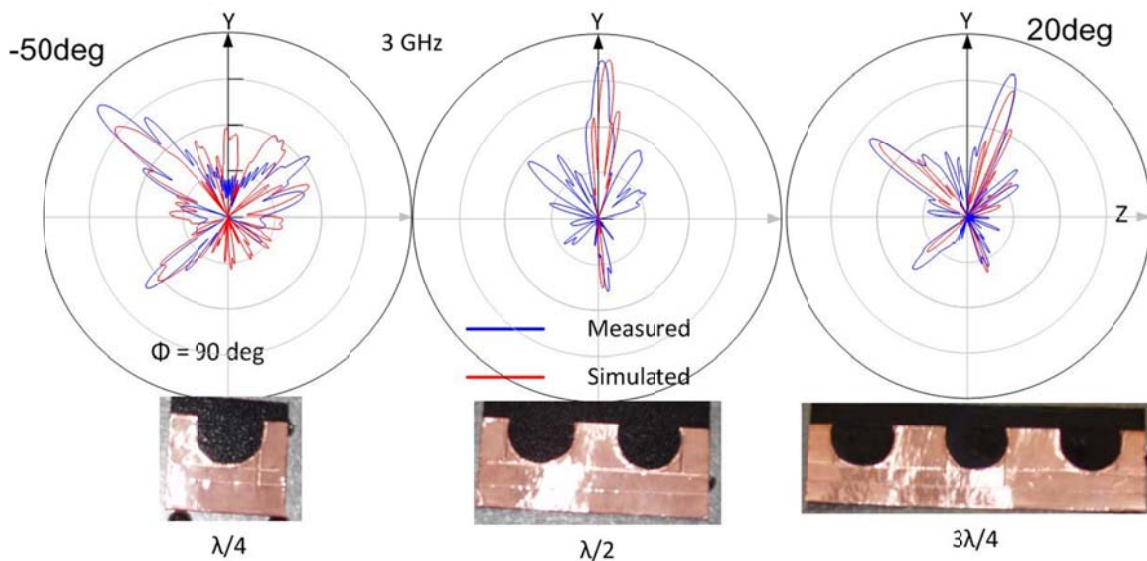 -50deg
Y
3 GHz
Y
Y
20deg
Z
Φ = 90 deg
Measured
Simulated
λ/4
λ/2
3λ/4